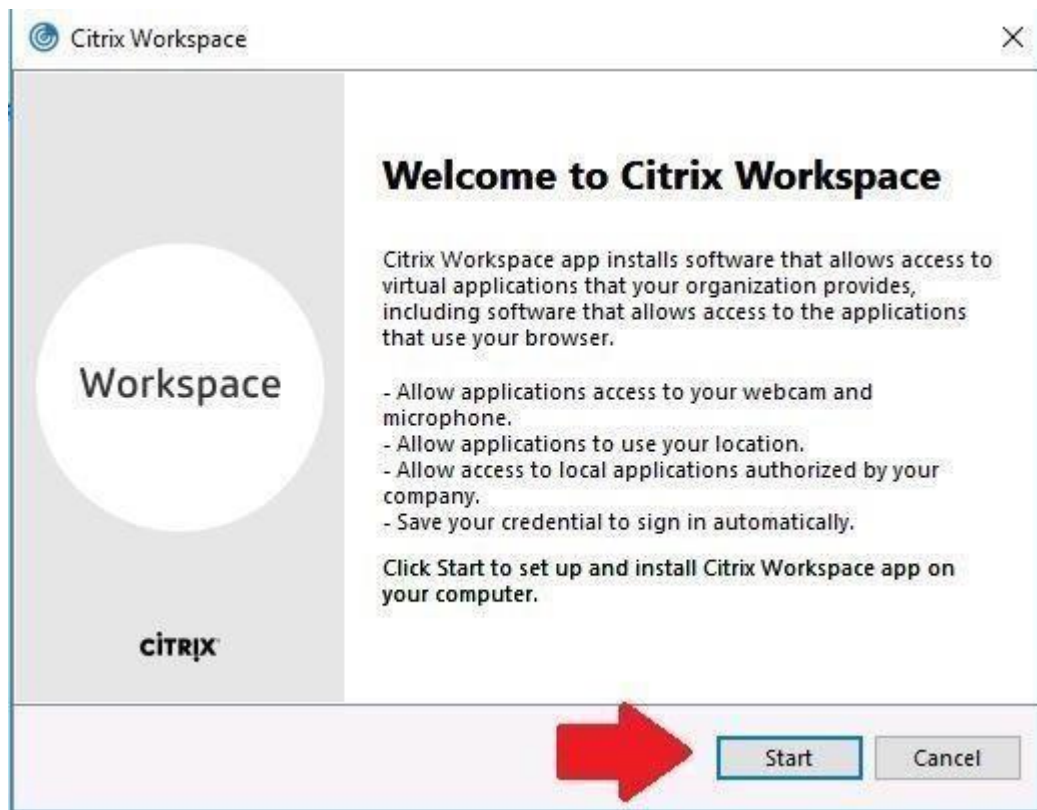 Citrix Workspace
Welcome to Citrix Workspace
Citrix Workspace app installs software that allows access to
virtual applications that your organization provides,
including software that allows access to the applications
that use your browser.
Workspace
- Allow applications access to your webcam and
microphone.
- Allow applications to use your location.
- Allow access to local applications authorized by your
company.
- Save your credential to sign in automatically.
Click Start to set up and install Citrix Workspace app on
your computer.
CİTRỊX
Start
Cancel